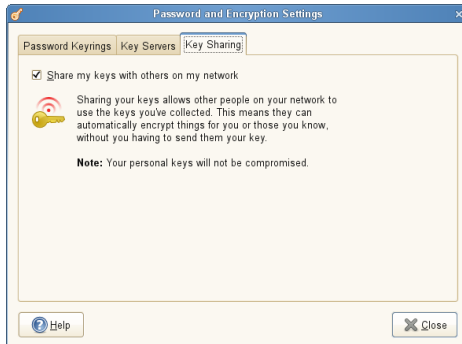 Password and Encryption Settings
Password Keyrings Key Servers Key Sharing
Share my keys with others on my network
Sharing your keys allows other people on your network to
use the keys you've collected. This means they can
automatically encrypt things for you or those you know,
without you having to send them your key.
Note: Your personal keys will not be compromised.
Help Close